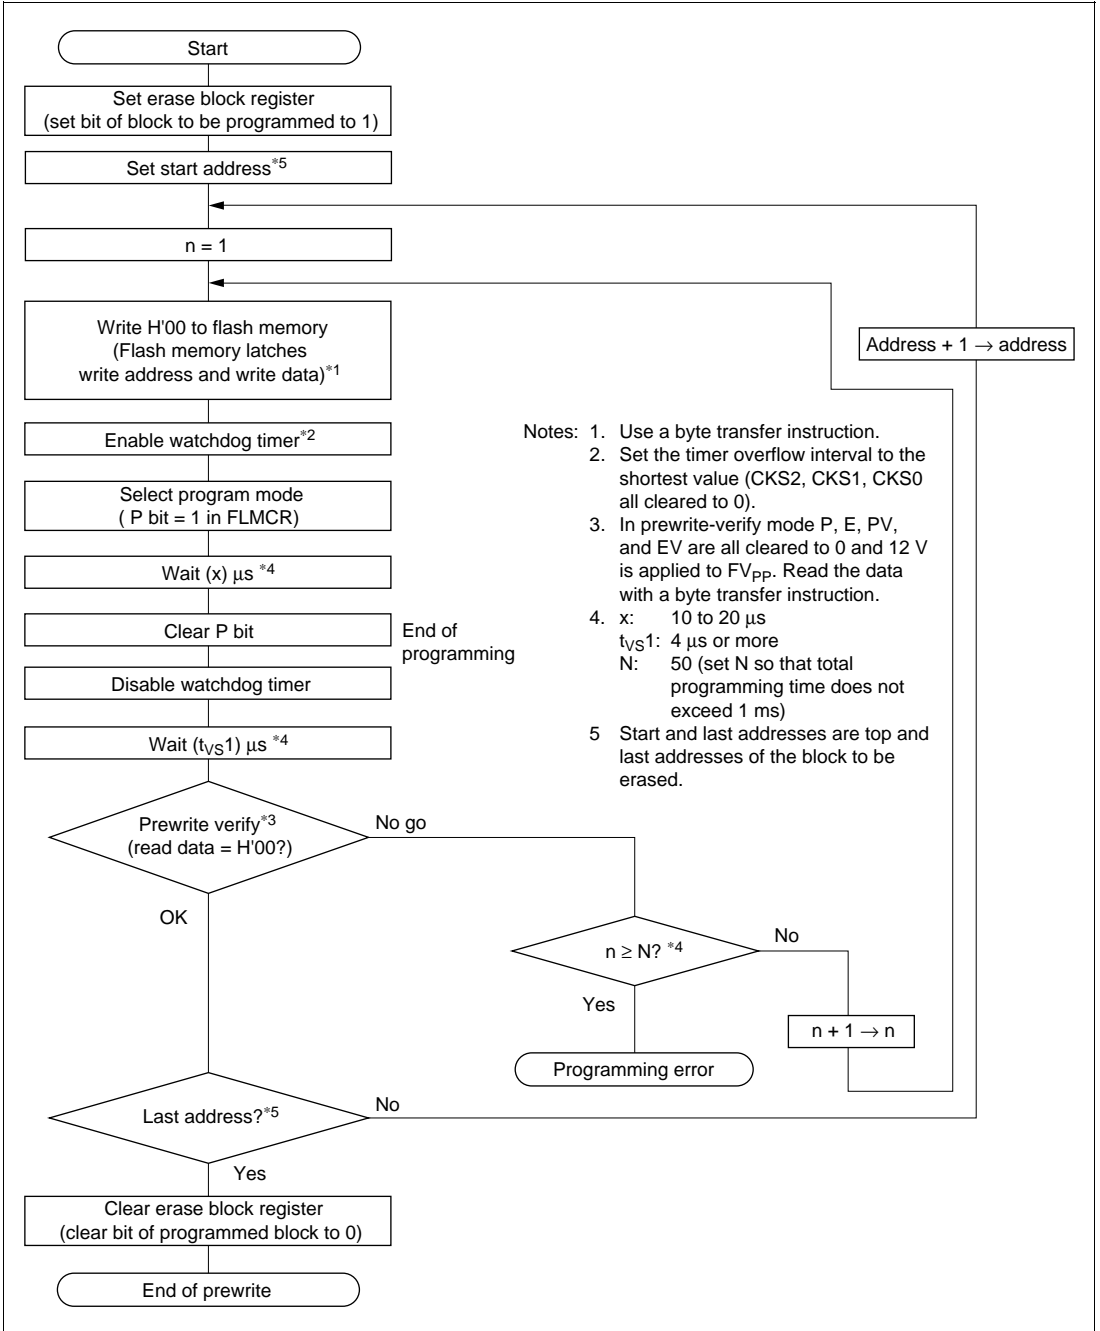 Start
Set erase block register
(set bit of block to be programmed to 1)
Set start address*5
n = 1
Write H'00 to flash memory
(Flash memory latches
write address and write data)*1
Address + 1 → address
Enable watchdog timer*2
Select program mode
( P bit = 1 in FLMCR)
Wait (x) μs *4
Clear P bit
End of
programming
Disable watchdog timer
Wait (tVS1) μs *4
Notes: 1. Use a byte transfer instruction.
2. Set the timer overflow interval to the
shortest value (CKS2, CKS1, CKS0
all cleared to 0).
3. In prewrite-verify mode P, E, PV,
and EV are all cleared to 0 and 12 V
is applied to FVPP. Read the data
with a byte transfer instruction.
4. x: 10 to 20 μs
tVS1: 4 μs or more
N: 50 (set N so that total
programming time does not
exceed 1 ms)
5 Start and last addresses are top and
last addresses of the block to be
erased.
Prewrite verify*3
(read data = H'00?)
No go
OK
n ≥ N? *4
No
Yes
n + 1 → n
Programming error
Last address?*5
No
Yes
Clear erase block register
(clear bit of programmed block to 0)
End of prewrite